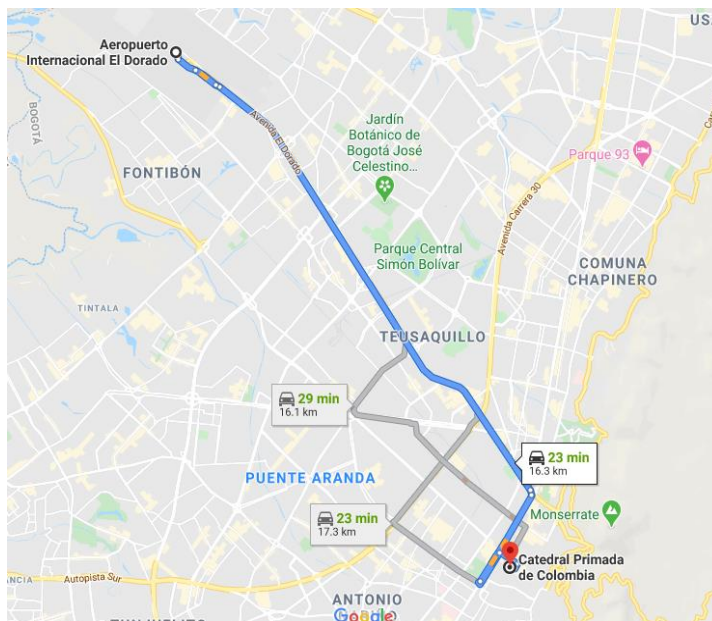 USA
Aeropuerto
Internacional El Dorado
BOGOTÁ
Avenida El Dorado
Jardín
Botánico de
Bogotá José
Celestino...
Parque 93
FONTIBÓN
Avenida Carrera 30
Parque Central
Simón Bolívar
COMUNA
CHAPINERO
TINTALA
TEUSAQUILLO
29 min
16.1 km
23 min
16.3 km
PUENTE ARANDA
23 min
17.3 km
Monserrate
Catedral Primada
de Colombia
ANCIA
Autopista Sur
ANTONIO
Google